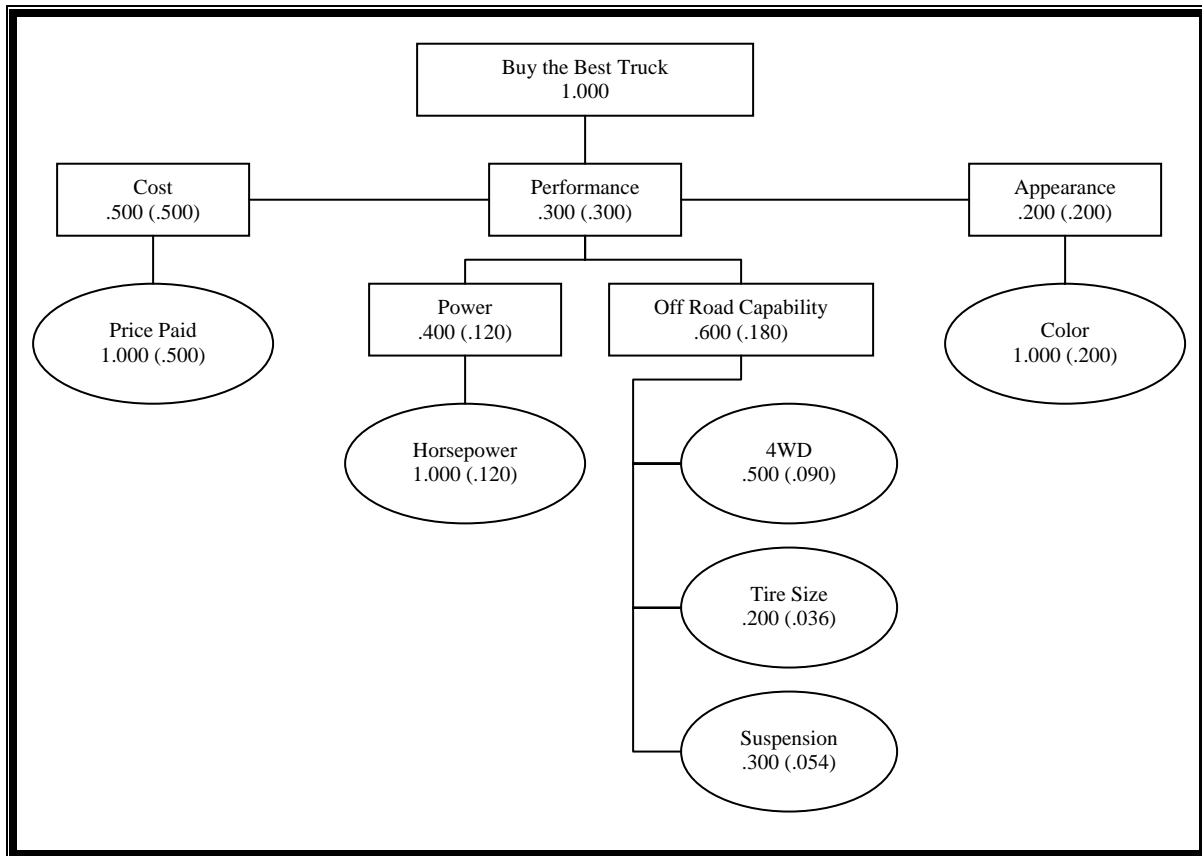 Buy the Best Truck
1.000
Cost
.500 (.500)
Performance
.300 (.300)
Appearance
.200 (.200)
Price Paid
1.000 (.500)
Power
.400 (.120)
Off Road Capability
.600 (.180)
Color
1.000 (.200)
Horsepower
1.000 (.120)
4WD
.500 (.090)
Tire Size
.200 (.036)
Suspension
.300 (.054)